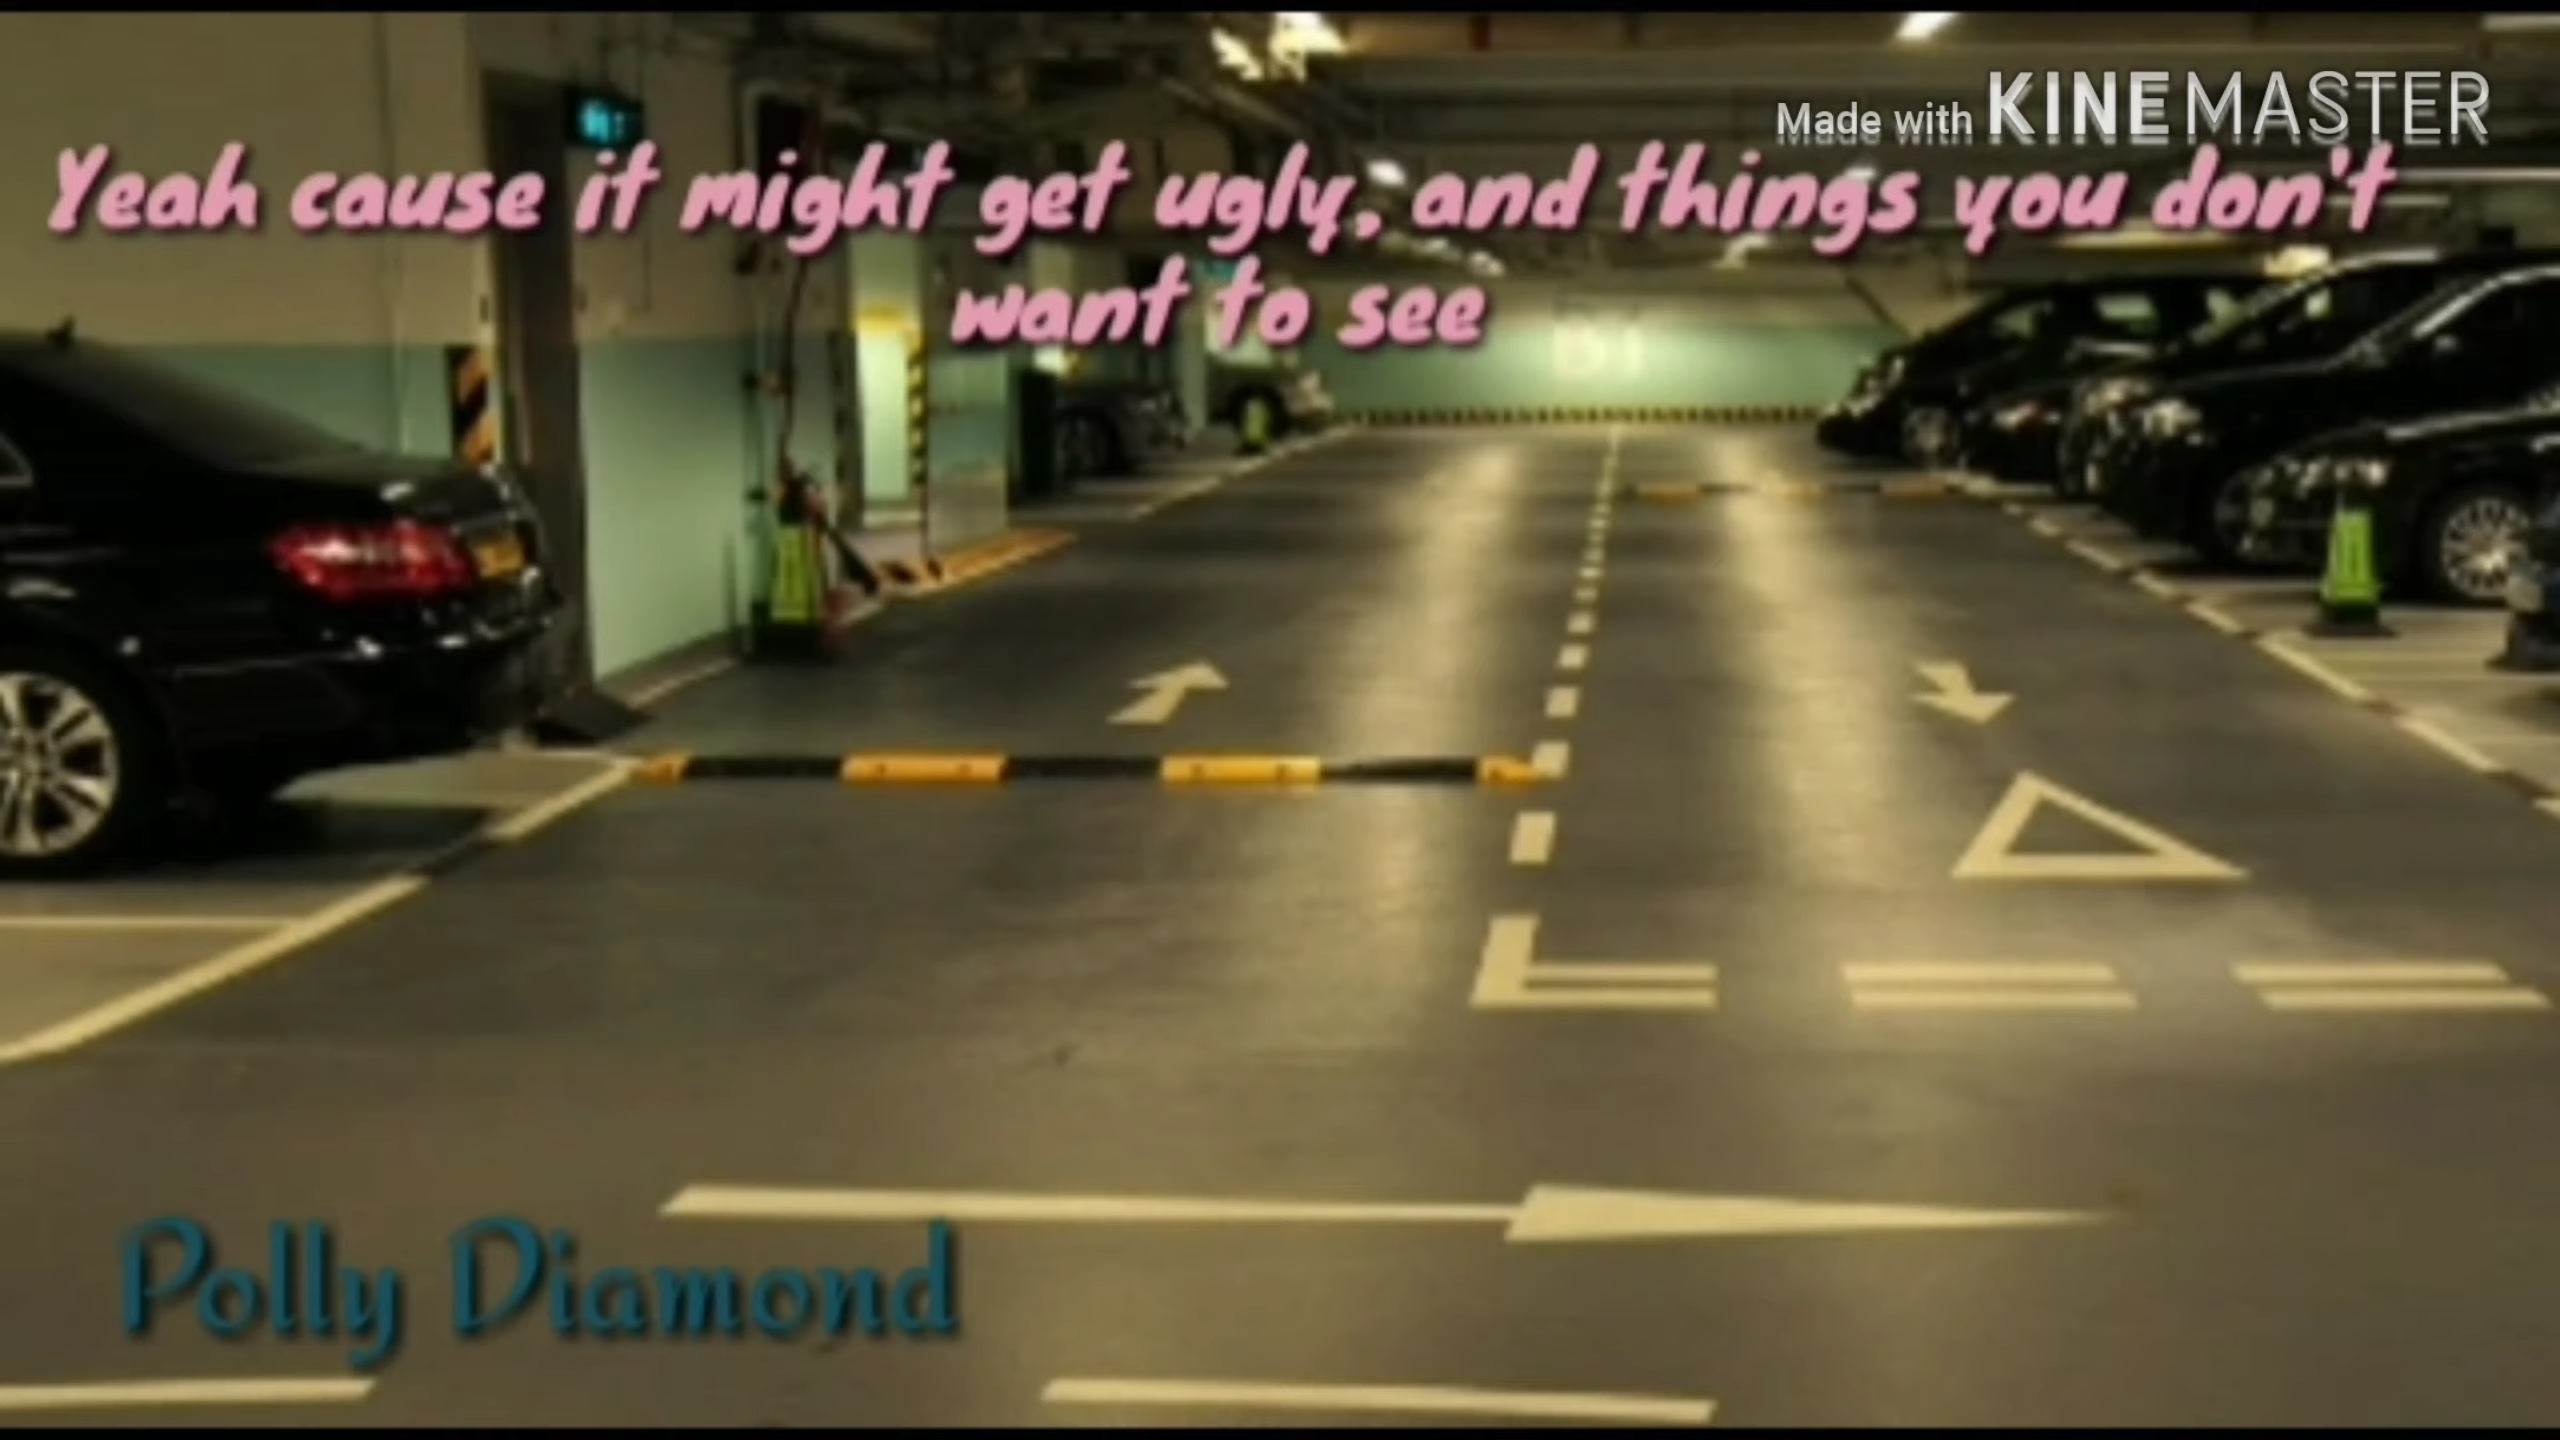 Made with KINEMASTER
Yeah cause it might get ugly, and things you don't
want to see
Polly Diamond